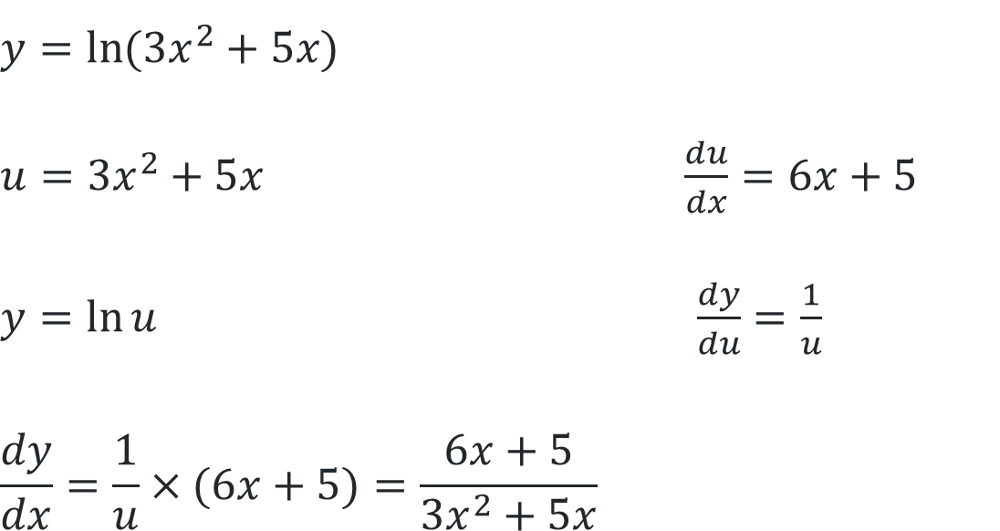 y = ln(3x² + 5x)
u = 3x² + 5x du/dx = 6x + 5
y = ln u dy/du = 1/u
dy/dx = 1/u × (6x + 5) = (6x + 5)/(3x² + 5x)